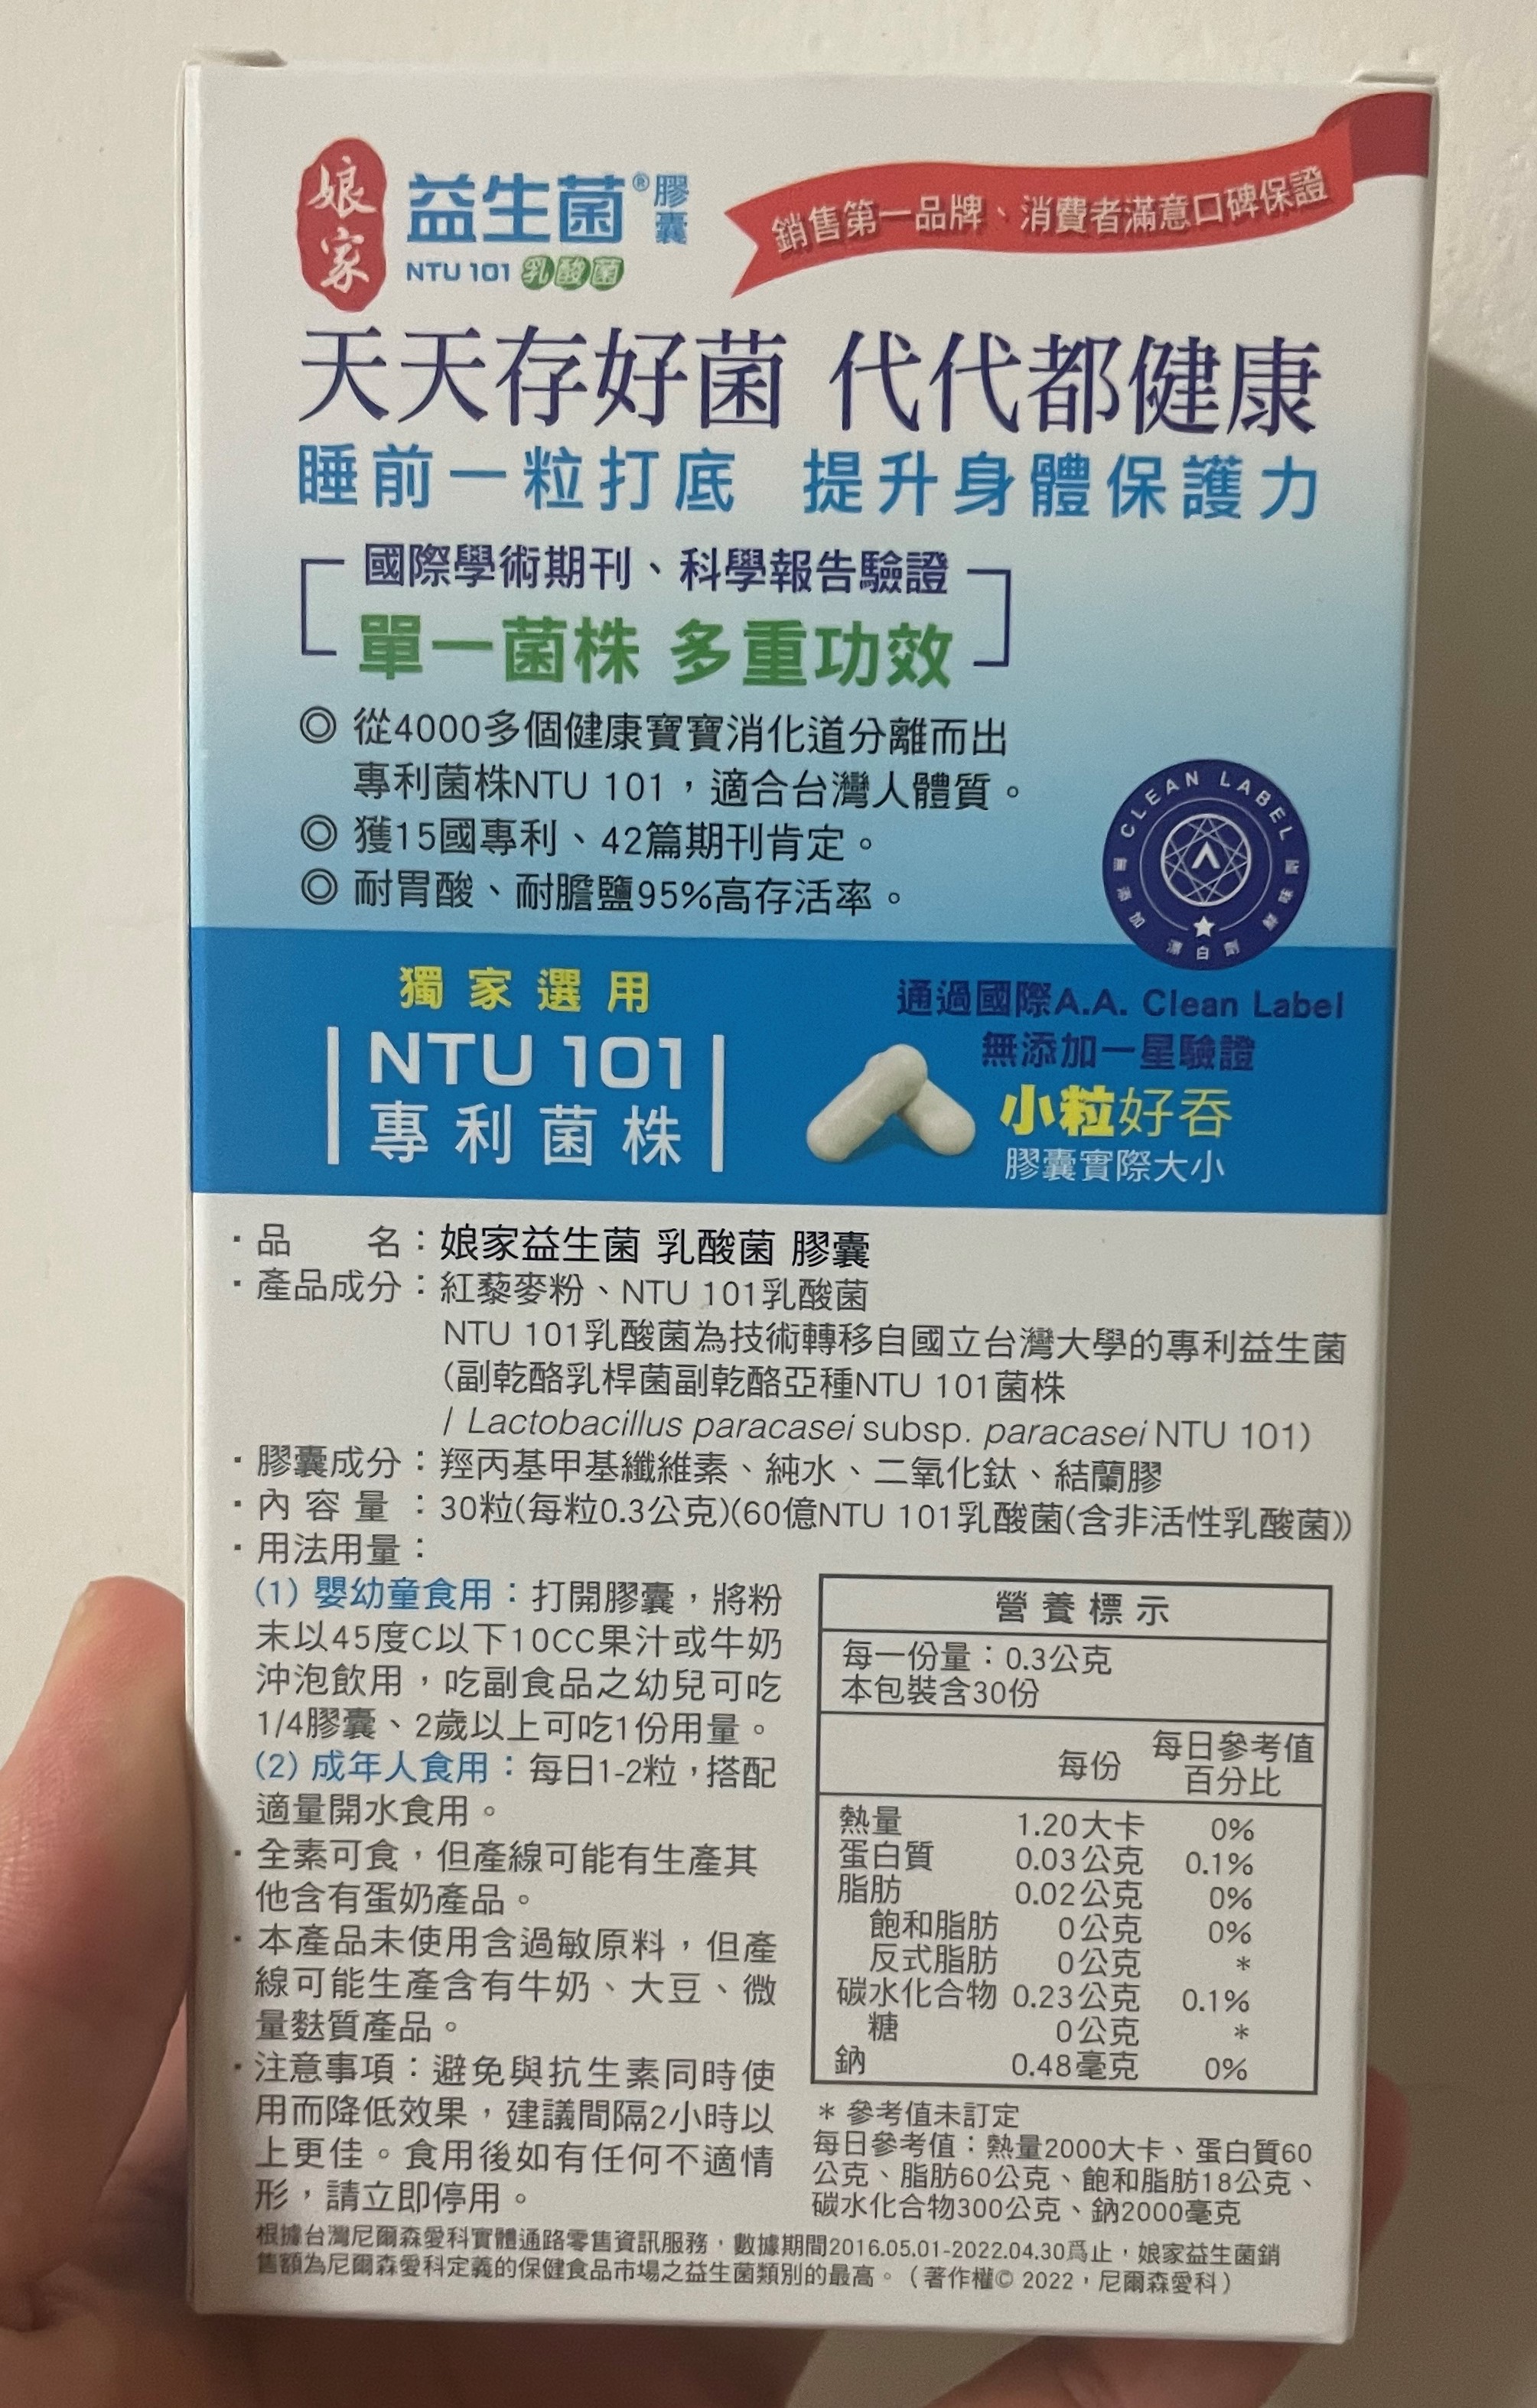 娘家
益生菌®膠囊
NTU 101 乳酸菌
銷售第一品牌、消費者滿意口碑保證
天天存好菌 代代都健康
睡前一粒打底 提升身體保護力
國際學術期刊、科學報告驗證
單一菌株 多重功效
◎ 從4000多個健康寶寶消化道分離而出
專利菌株NTU 101，適合台灣人體質。
◎ 獲15國專利、42篇期刊肯定。
◎ 耐胃酸、耐膽鹽95%高存活率。
CLEAN LABEL
獨家選用
NTU 101
專利菌株
通過國際A.A. Clean Label
無添加一星驗證
小粒好吞
膠囊實際大小
·品　　名：娘家益生菌 乳酸菌 膠囊
·產品成分：紅藜麥粉、NTU 101乳酸菌
NTU 101乳酸菌為技術轉移自國立台灣大學的專利益生菌
(副乾酪乳桿菌副乾酪亞種NTU 101菌株
/ Lactobacillus paracasei subsp. paracasei NTU 101)
·膠囊成分：羥丙基甲基纖維素、純水、二氧化鈦、結蘭膠
·內容量：30粒(每粒0.3公克)(60億NTU 101乳酸菌(含非活性乳酸菌))
·用法用量：
(1) 嬰幼童食用：打開膠囊，將粉
末以45度C以下10CC果汁或牛奶
沖泡飲用，吃副食品之幼兒可吃
1/4膠囊、2歲以上可吃1份用量。
(2) 成年人食用：每日1-2粒，搭配
適量開水食用。
·全素可食，但產線可能有生產其
他含有蛋奶產品。
·本產品未使用含過敏原料，但產
線可能生產含有牛奶、大豆、微
量麩質產品。
·注意事項：避免與抗生素同時使
用而降低效果，建議間隔2小時以
上更佳。食用後如有任何不適情
形，請立即停用。
營養標示
每一份量：0.3公克
本包裝含30份
每份 每日參考值
百分比
熱量 1.20大卡 0%
蛋白質 0.03公克 0.1%
脂肪 0.02公克 0%
飽和脂肪 0公克 0%
反式脂肪 0公克 *
碳水化合物 0.23公克 0.1%
糖 0公克 *
鈉 0.48毫克 0%
* 參考值未訂定
每日參考值：熱量2000大卡、蛋白質60
公克、脂肪60公克、飽和脂肪18公克、
碳水化合物300公克、鈉2000毫克
根據台灣尼爾森愛科實體通路零售資訊服務，數據期間2016.05.01-2022.04.30為止，娘家益生菌銷
售額為尼爾森愛科定義的保健食品市場之益生菌類別的最高。（著作權© 2022，尼爾森愛科）